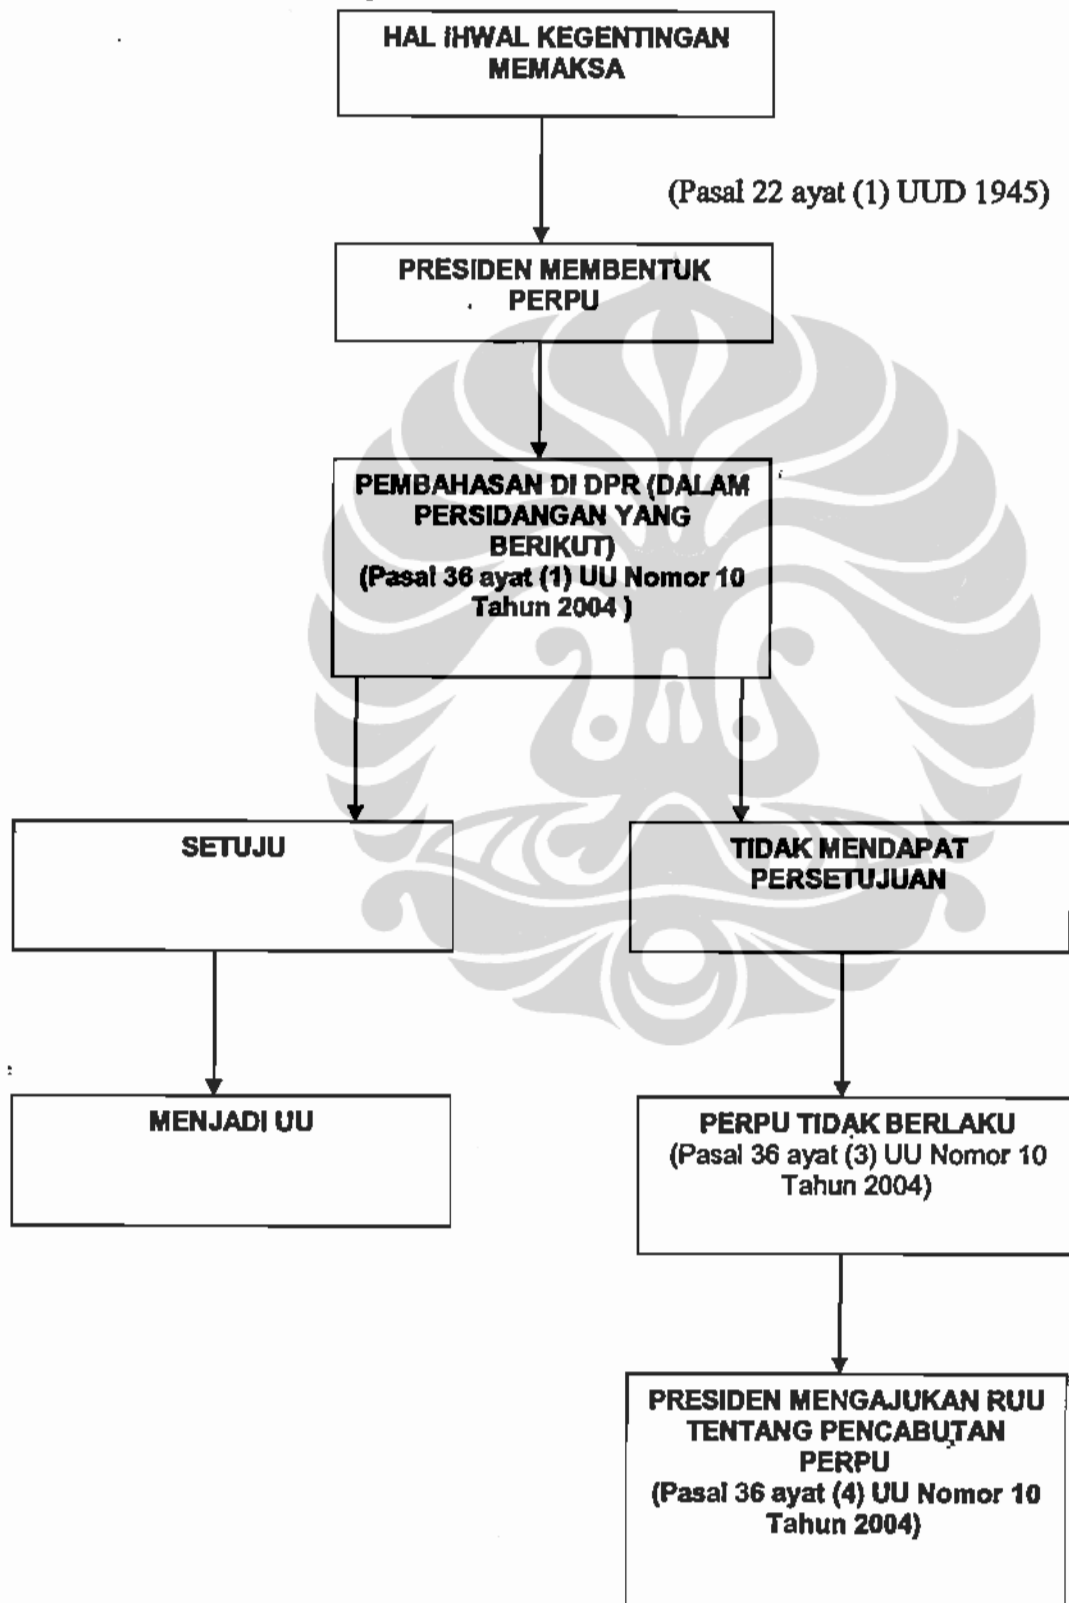 HAL IHWAL KEGENTINGAN
MEMAKSA
(Pasal 22 ayat (1) UUD 1945)
PRESIDEN MEMBENTUK
PERPU
PEMBAHASAN DI DPR (DALAM
PERSIDANGAN YANG
BERIKUT)
(Pasal 36 ayat (1) UU Nomor 10
Tahun 2004 )
SETUJU
TIDAK MENDAPAT
PERSETUJUAN
MENJADI UU
PERPU TIDAK BERLAKU
(Pasal 36 ayat (3) UU Nomor 10
Tahun 2004)
PRESIDEN MENGAJUKAN RUU
TENTANG PENCABUTAN
PERPU
(Pasal 36 ayat (4) UU Nomor 10
Tahun 2004)